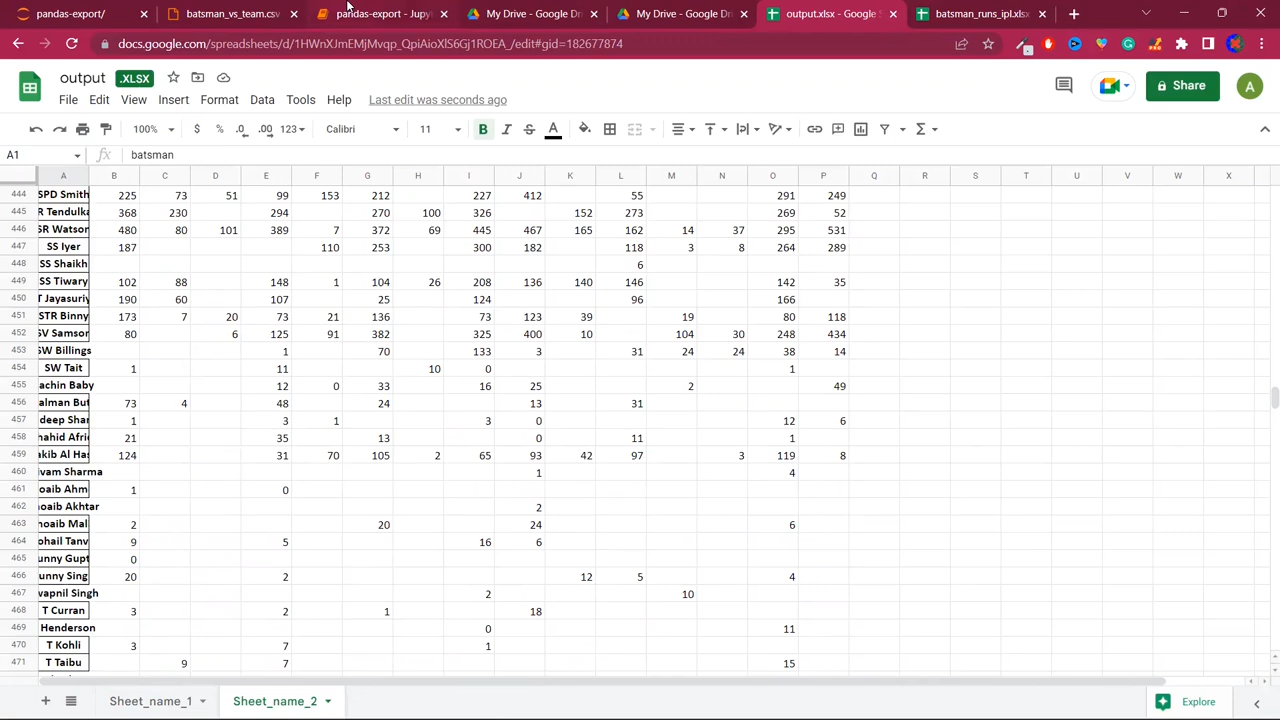 pandas-export/ batsman_vs_team.csv pandas-export - Jupyt My Drive - Google Dri My Drive - Google Dri output.xlsx - Google S batsman_runs_ipl.xlsx
docs.google.com/spreadsheets/d/1HWnXJmEMjMvqp_QpiAioXlS6Gj1ROEA_/edit#gid=182677874
output .XLSX
File Edit View Insert Format Data Tools Help Last edit was seconds ago
Share A
100% $ % .0 .00 123 Calibri 11 B I S A
A1 fx batsman
A B C D E F G H I J K L M N O P Q R S T U V W X
444 SPD Smith 225 73 51 99 153 212 227 412 55 291 249
445 R Tendulka 368 230 294 270 100 326 152 273 269 52
446 SR Watson 480 80 101 389 7 372 69 445 467 165 162 14 37 295 531
447 SS Iyer 187 110 253 300 182 118 3 8 264 289
448 SS Shaikh 6
449 SS Tiwary 102 88 148 1 104 26 208 136 140 146 142 35
450 T Jayasuriy 190 60 107 25 124 96 166
451 STR Binny 173 7 20 73 21 136 73 123 39 19 80 118
452 SV Samson 80 6 125 91 382 325 400 10 104 30 248 434
453 SW Billings 1 70 133 3 31 24 24 38 14
454 SW Tait 1 11 10 0 1
455 achin Baby 12 0 33 16 25 2 49
456 alman But 73 4 48 24 13 31
457 deep Shar 1 3 1 3 0 12 6
458 hahid Afri 21 35 13 0 11 1
459 akib Al Has 124 31 70 105 2 65 93 42 97 3 119 8
460 ivam Sharma 1 4
461 oaib Ahm 1 0
462 oaib Akhtar 2
463 hoaib Mal 2 20 24 6
464 ohail Tanv 9 5 16 6
465 unny Gupt 0
466 unny Sing 20 2 12 5 4
467 wapnil Singh 2 10
468 T Curran 3 2 1 18
469 Henderson 0 11
470 T Kohli 3 7 1
471 T Taibu 9 7 15
Sheet_name_1 Sheet_name_2 Explore